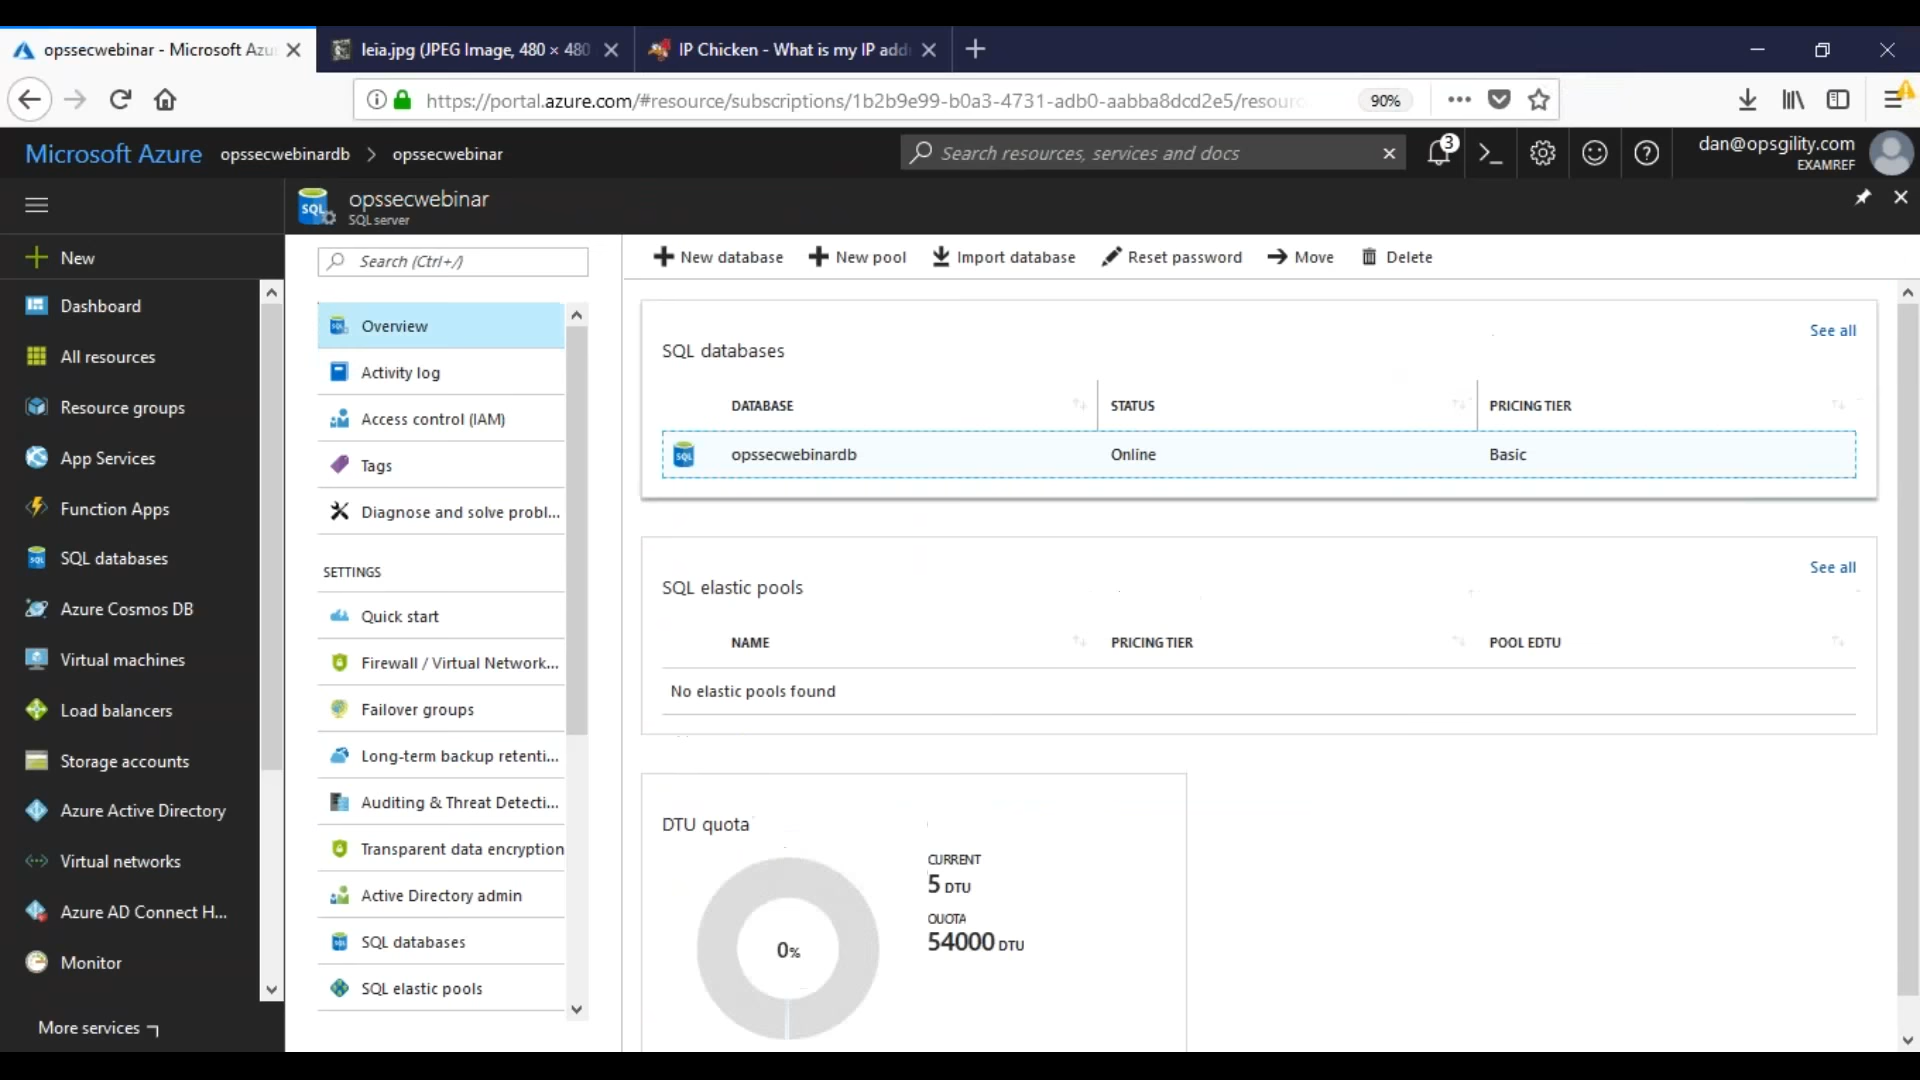 opssecwebinar - Microsoft Azu
leia.jpg (JPEG Image, 480 × 480
IP Chicken - What is my IP add
https://portal.azure.com/#resource/subscriptions/1b2b9e99-b0a3-4731-adb0-aabba8dcd2e5/resourc
90%
Microsoft Azure
opssecwebinardb > opssecwebinar
Search resources, services and docs
3
dan@opsgility.com
EXAMREF
opssecwebinar
SQL server
New
Dashboard
All resources
Resource groups
App Services
Function Apps
SQL databases
Azure Cosmos DB
Virtual machines
Load balancers
Storage accounts
Azure Active Directory
Virtual networks
Azure AD Connect H...
Monitor
More services
Search (Ctrl+/)
Overview
Activity log
Access control (IAM)
Tags
Diagnose and solve probl...
SETTINGS
Quick start
Firewall / Virtual Network...
Failover groups
Long-term backup retenti...
Auditing & Threat Detecti...
Transparent data encryption
Active Directory admin
SQL databases
SQL elastic pools
New database
New pool
Import database
Reset password
Move
Delete
See all
SQL databases
DATABASE STATUS PRICING TIER
opssecwebinardb Online Basic
See all
SQL elastic pools
NAME PRICING TIER POOL EDTU
No elastic pools found
DTU quota
0%
CURRENT
5 DTU
QUOTA
54000 DTU